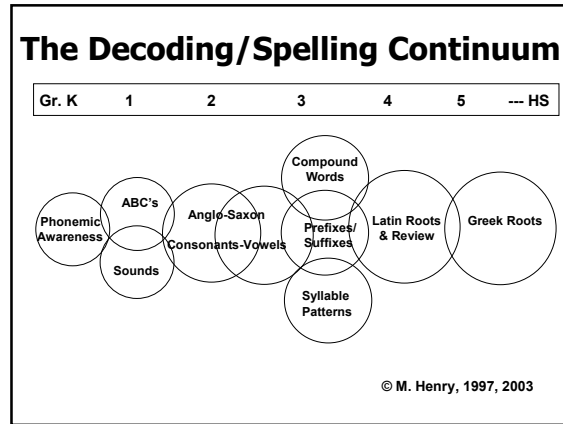 The Decoding/Spelling Continuum
Gr. K 1 2 3 4 5 --- HS
Phonemic
Awareness
ABC's
Sounds
Anglo-Saxon
Consonants-Vowels
Compound
Words
Prefixes/
Suffixes
Syllable
Patterns
Latin Roots
& Review
Greek Roots
© M. Henry, 1997, 2003